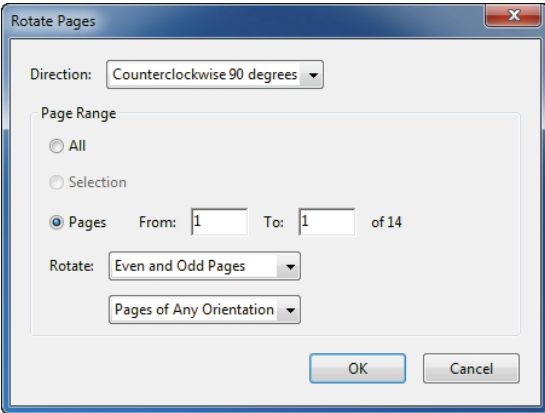 Rotate Pages
Direction: Counterclockwise 90 degrees
Page Range
All
Selection
Pages From: 1 To: 1 of 14
Rotate: Even and Odd Pages
Pages of Any Orientation
OK Cancel